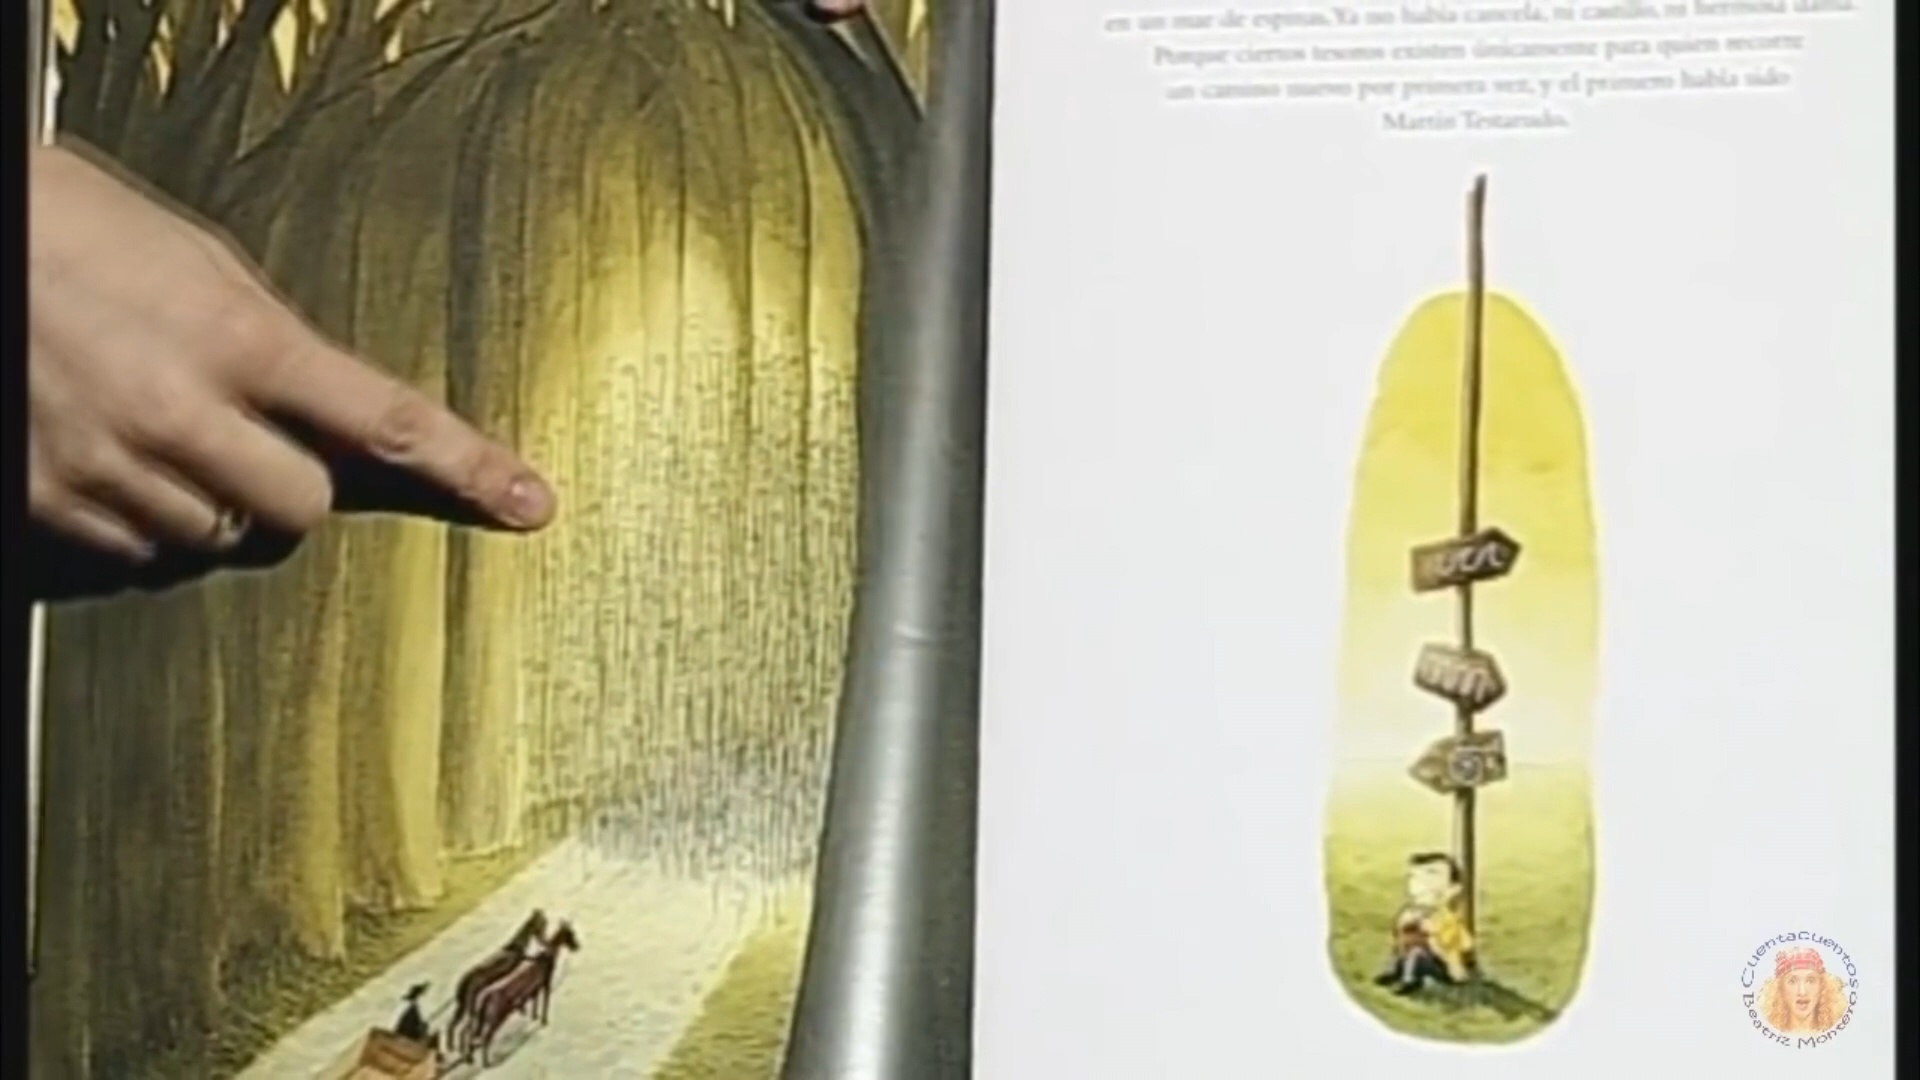 en un mar de espinas. Ya no había cancela, ni castillo, ni hermosa dama.
Porque ciertos tesoros existen únicamente para quien recorre
un camino nuevo por primera vez, y el primero había sido
Martín Testarudo.
El CuentaCuentos
Beatriz Montero